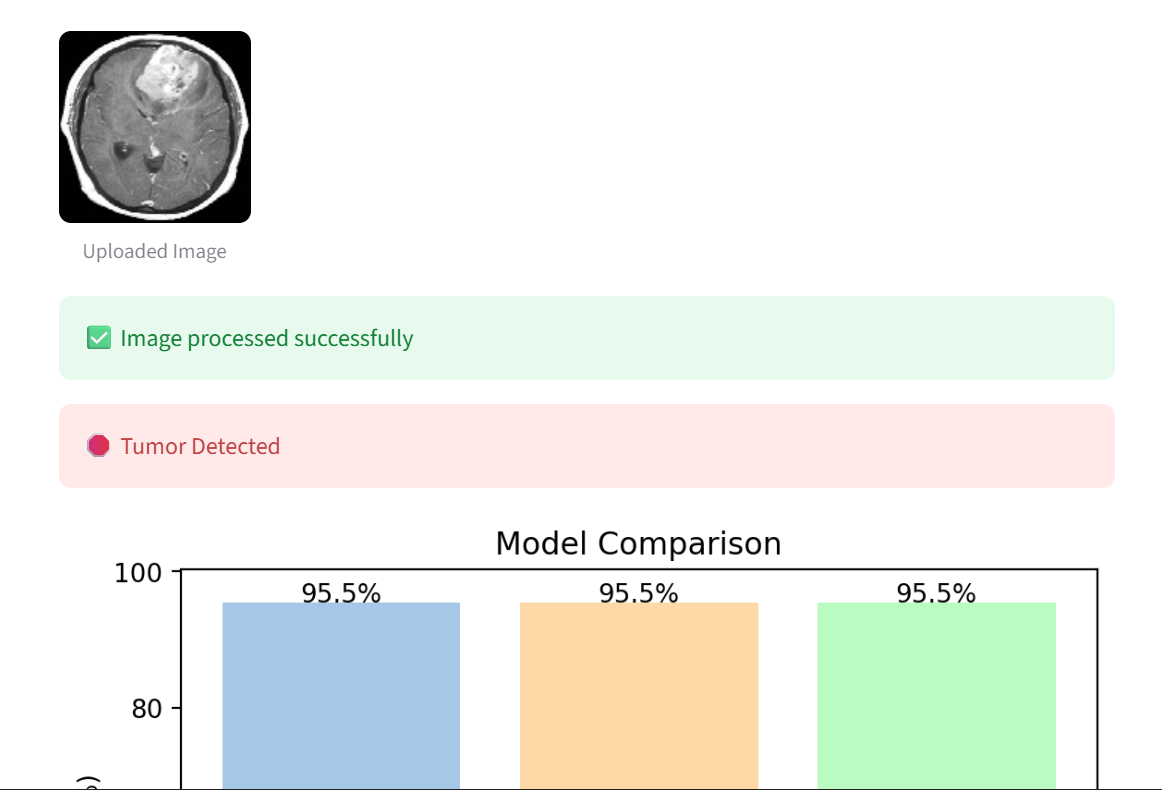 Uploaded Image
✅ Image processed successfully
🛑 Tumor Detected
Model Comparison
100
95.5% 95.5% 95.5%
80